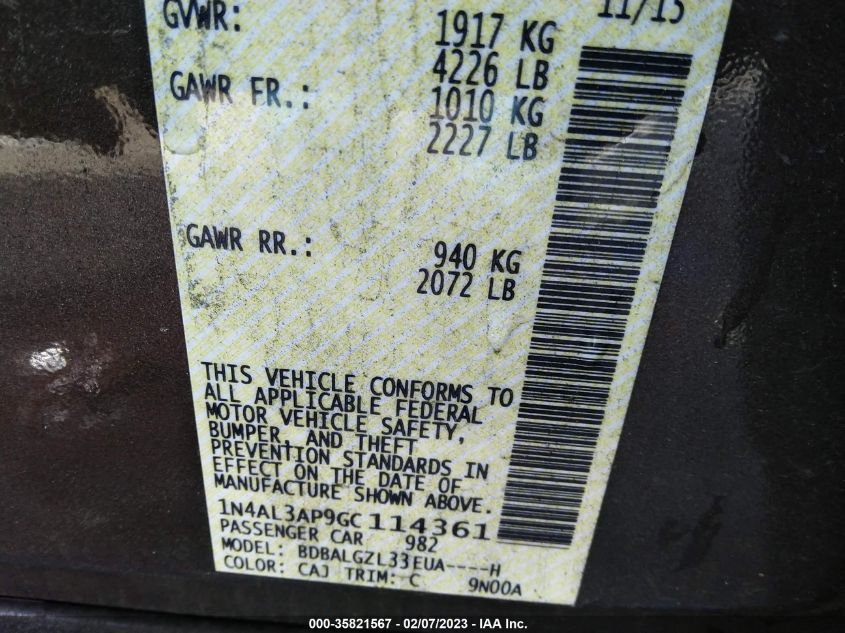 GVWR:
11/15
1917 KG
4226 LB
GAWR FR.:
1010 KG
2227 LB
GAWR RR.:
940 KG
2072 LB
THIS VEHICLE CONFORMS TO
ALL APPLICABLE FEDERAL
MOTOR VEHICLE SAFETY,
BUMPER, AND THEFT
PREVENTION STANDARDS IN
EFFECT ON THE DATE OF
MANUFACTURE SHOWN ABOVE.
1N4AL3AP9GC114361
PASSENGER CAR 982
MODEL: BDBALGZL33EUA----H
COLOR: CAJ TRIM: C 9N00A
000-35821567 - 02/07/2023 - IAA Inc.